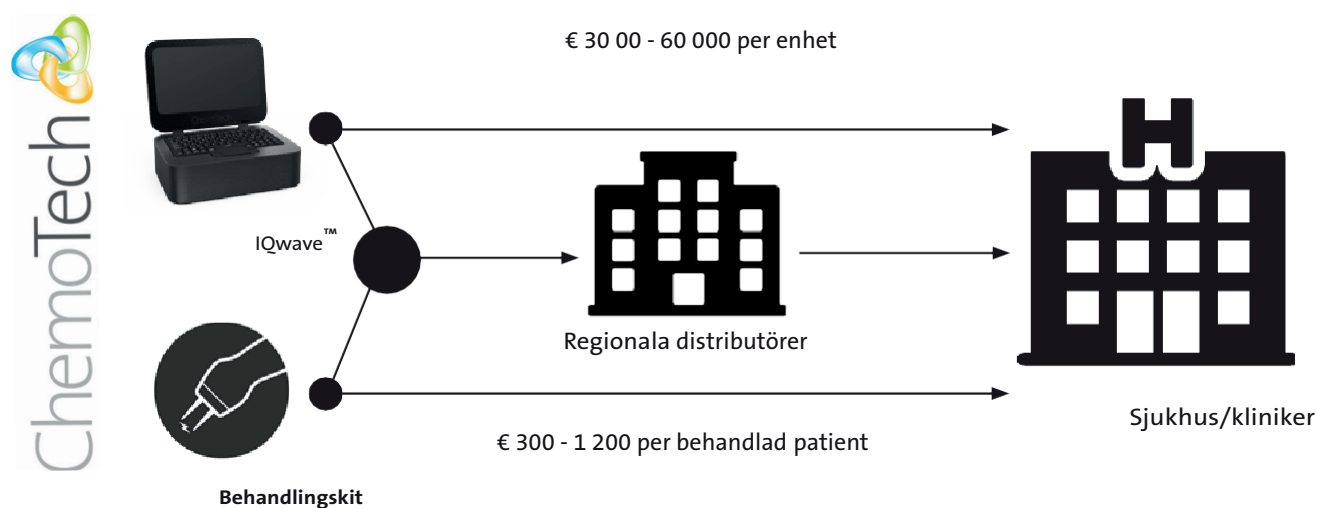 ChemoTech
€ 30 00 - 60 000 per enhet
IQwave™
Regionala distributörer
Sjukhus/kliniker
€ 300 - 1 200 per behandlad patient
Behandlingskit